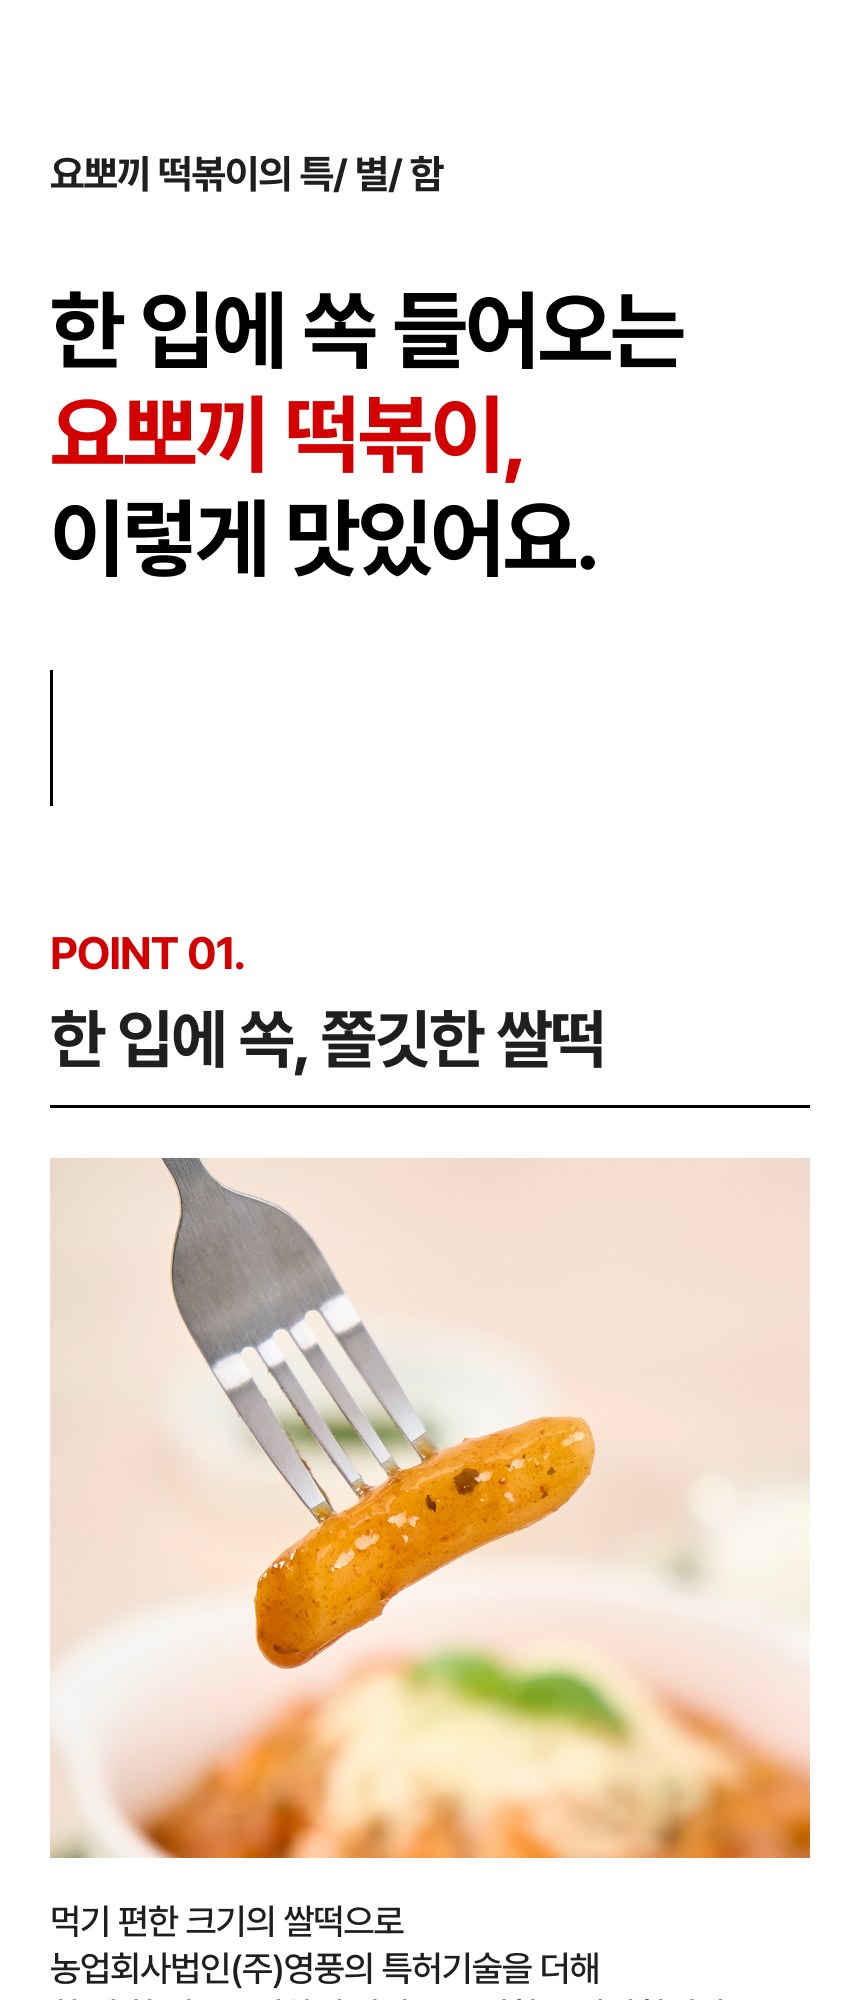 요뽀끼 떡볶이의 특/ 별/ 함
한 입에 쏙 들어오는
요뽀끼 떡볶이,
이렇게 맛있어요.
POINT 01.
한 입에 쏙, 쫄깃한 쌀떡
먹기 편한 크기의 쌀떡으로
농업회사법인(주)영풍의 특허기술을 더해